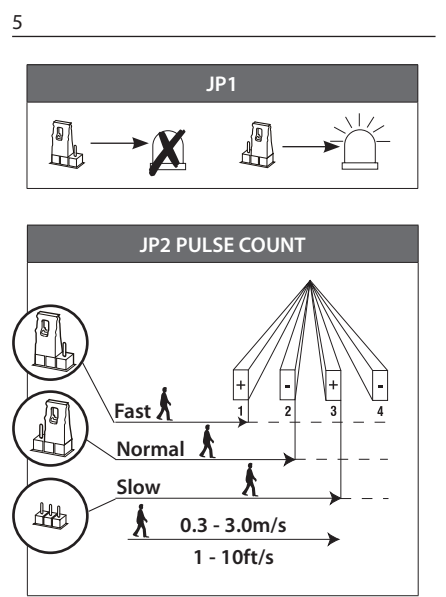 5
JP1
JP2 PULSE COUNT
+ - + -
1 2 3 4
Fast
Normal
Slow
0.3 - 3.0m/s
1 - 10ft/s